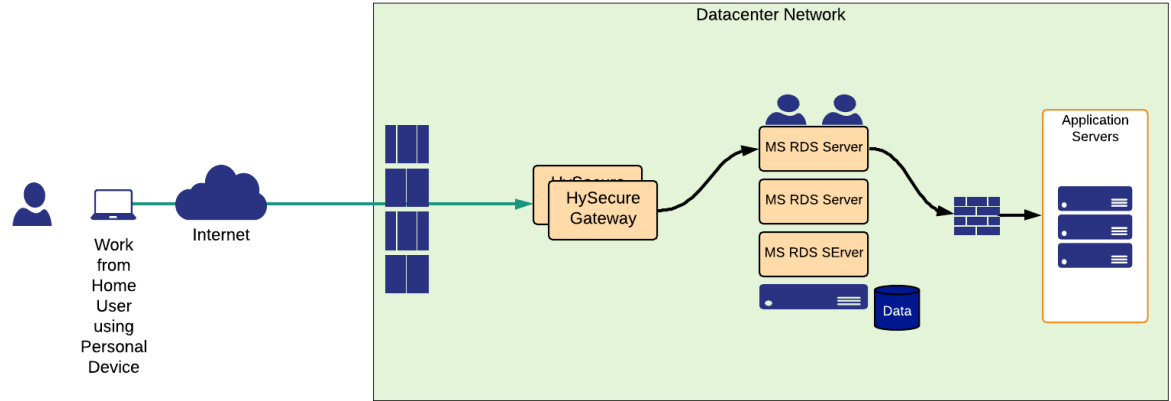 Datacenter Network
Work
from
Home
User
using
Personal
Device
Internet
HySecure
HySecure
Gateway
MS RDS Server
MS RDS Server
MS RDS SErver
Data
Application
Servers